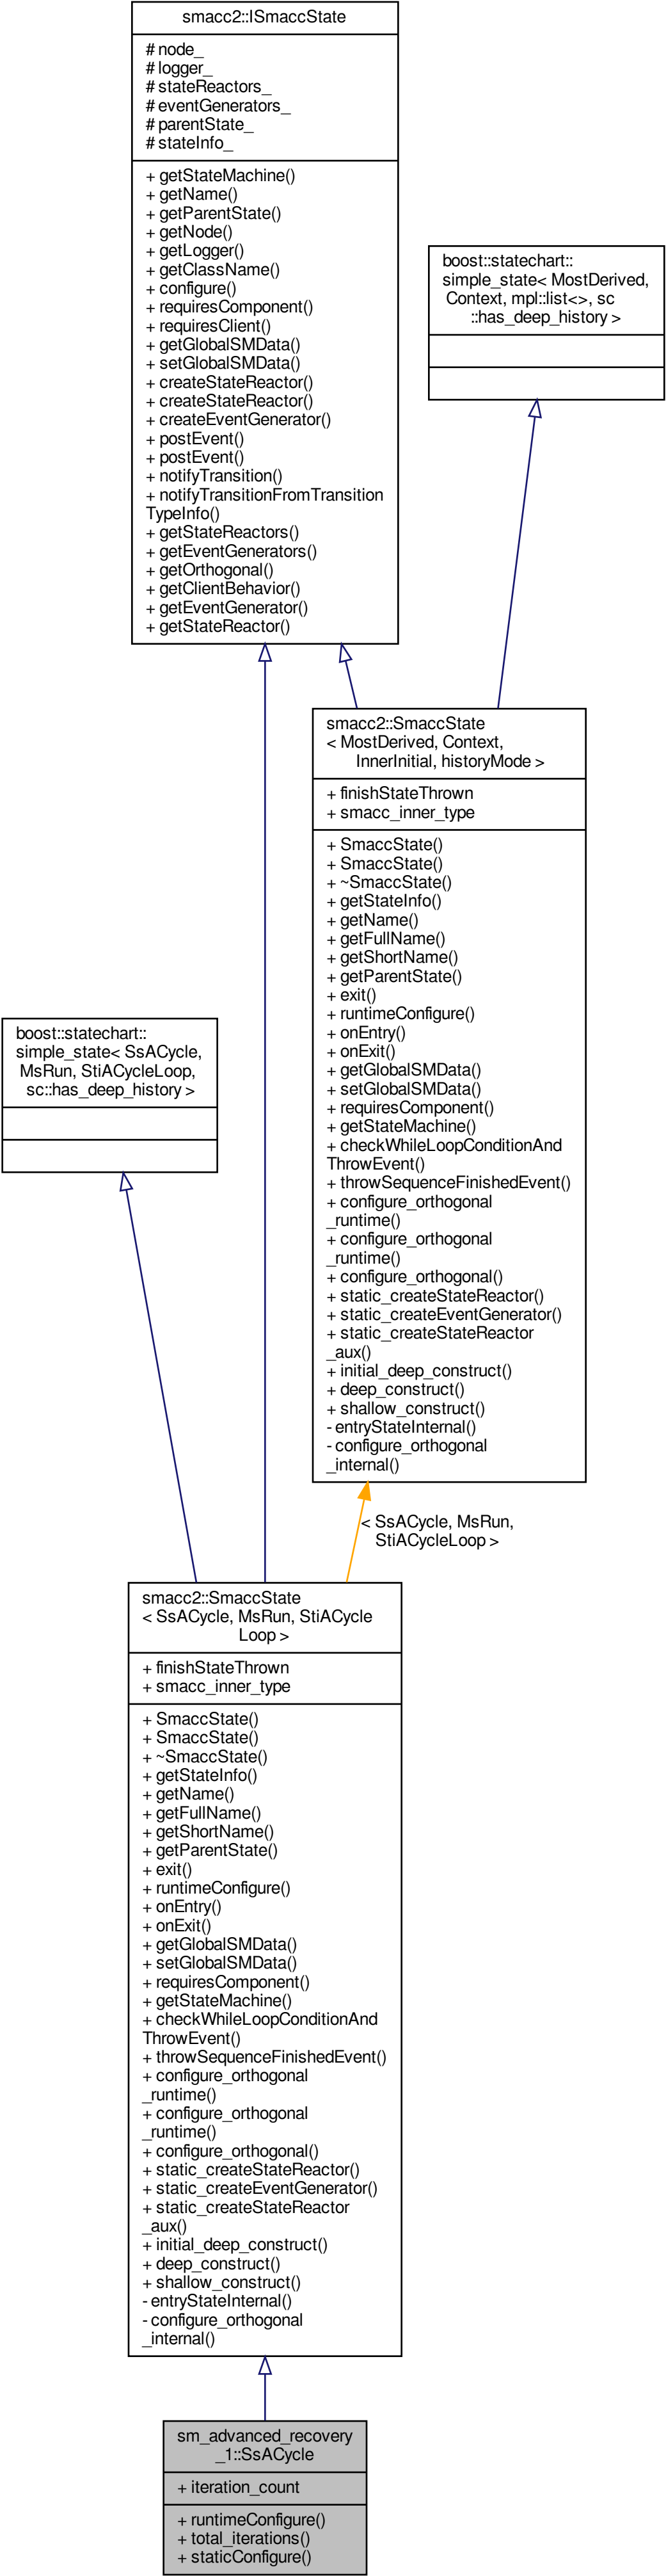 smacc2::ISmaccState
# node_
# logger_
# stateReactors_
# eventGenerators_
# parentState_
# stateInfo_
+ getStateMachine()
+ getName()
+ getParentState()
+ getNode()
+ getLogger()
+ getClassName()
+ configure()
+ requiresComponent()
+ requiresClient()
+ getGlobalSMData()
+ setGlobalSMData()
+ createStateReactor()
+ createStateReactor()
+ createEventGenerator()
+ postEvent()
+ postEvent()
+ notifyTransition()
+ notifyTransitionFromTransition
TypeInfo()
+ getStateReactors()
+ getEventGenerators()
+ getOrthogonal()
+ getClientBehavior()
+ getEventGenerator()
+ getStateReactor()
boost::statechart::
simple_state< MostDerived,
Context, mpl::list<>, sc
::has_deep_history >
smacc2::SmaccState
< MostDerived, Context,
InnerInitial, historyMode >
+ finishStateThrown
+ smacc_inner_type
+ SmaccState()
+ SmaccState()
+ ~SmaccState()
+ getStateInfo()
+ getName()
+ getFullName()
+ getShortName()
+ getParentState()
+ exit()
+ runtimeConfigure()
+ onEntry()
+ onExit()
+ getGlobalSMData()
+ setGlobalSMData()
+ requiresComponent()
+ getStateMachine()
+ checkWhileLoopConditionAnd
ThrowEvent()
+ throwSequenceFinishedEvent()
+ configure_orthogonal
_runtime()
+ configure_orthogonal
_runtime()
+ configure_orthogonal()
+ static_createStateReactor()
+ static_createEventGenerator()
+ static_createStateReactor
_aux()
+ initial_deep_construct()
+ deep_construct()
+ shallow_construct()
- entryStateInternal()
- configure_orthogonal
_internal()
boost::statechart::
simple_state< SsACycle,
MsRun, StiACycleLoop,
sc::has_deep_history >
< SsACycle, MsRun,
StiACycleLoop >
smacc2::SmaccState
< SsACycle, MsRun, StiACycle
Loop >
+ finishStateThrown
+ smacc_inner_type
+ SmaccState()
+ SmaccState()
+ ~SmaccState()
+ getStateInfo()
+ getName()
+ getFullName()
+ getShortName()
+ getParentState()
+ exit()
+ runtimeConfigure()
+ onEntry()
+ onExit()
+ getGlobalSMData()
+ setGlobalSMData()
+ requiresComponent()
+ getStateMachine()
+ checkWhileLoopConditionAnd
ThrowEvent()
+ throwSequenceFinishedEvent()
+ configure_orthogonal
_runtime()
+ configure_orthogonal
_runtime()
+ configure_orthogonal()
+ static_createStateReactor()
+ static_createEventGenerator()
+ static_createStateReactor
_aux()
+ initial_deep_construct()
+ deep_construct()
+ shallow_construct()
- entryStateInternal()
- configure_orthogonal
_internal()
sm_advanced_recovery
_1::SsACycle
+ iteration_count
+ runtimeConfigure()
+ total_iterations()
+ staticConfigure()